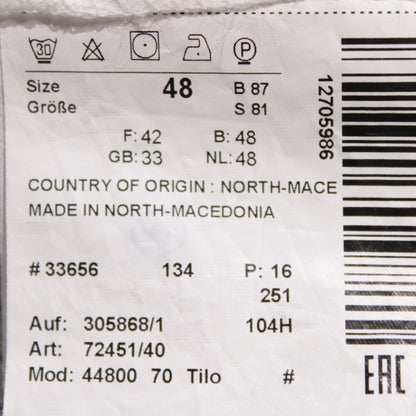 30 P
Size 48 B 87
Größe S 81
F: 42 B: 48
GB: 33 NL: 48
COUNTRY OF ORIGIN : NORTH-MACE
MADE IN NORTH-MACEDONIA
# 33656 134 P: 16
251
Auf: 305868/1 104H
Art: 72451/40
Mod: 44800 70 Tilo #
12705986
EAC